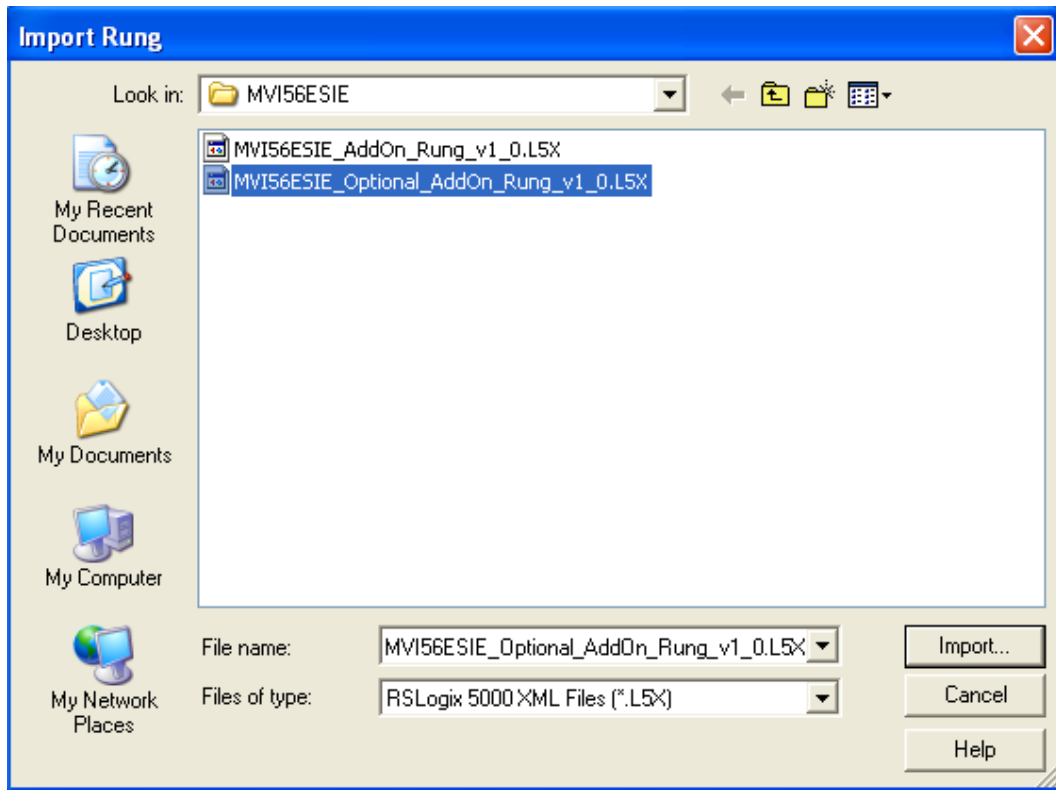 Import Rung
Look in:
MVI56ESIE
MVI56ESIE_AddOn_Rung_v1_0.L5X
MVI56ESIE_Optional_AddOn_Rung_v1_0.L5X
My Recent
Documents
Desktop
My Documents
My Computer
My Network
Places
File name:
MVI56ESIE_Optional_AddOn_Rung_v1_0.L5X
Import...
Files of type:
RSLogix 5000 XML Files (*.L5X)
Cancel
Help